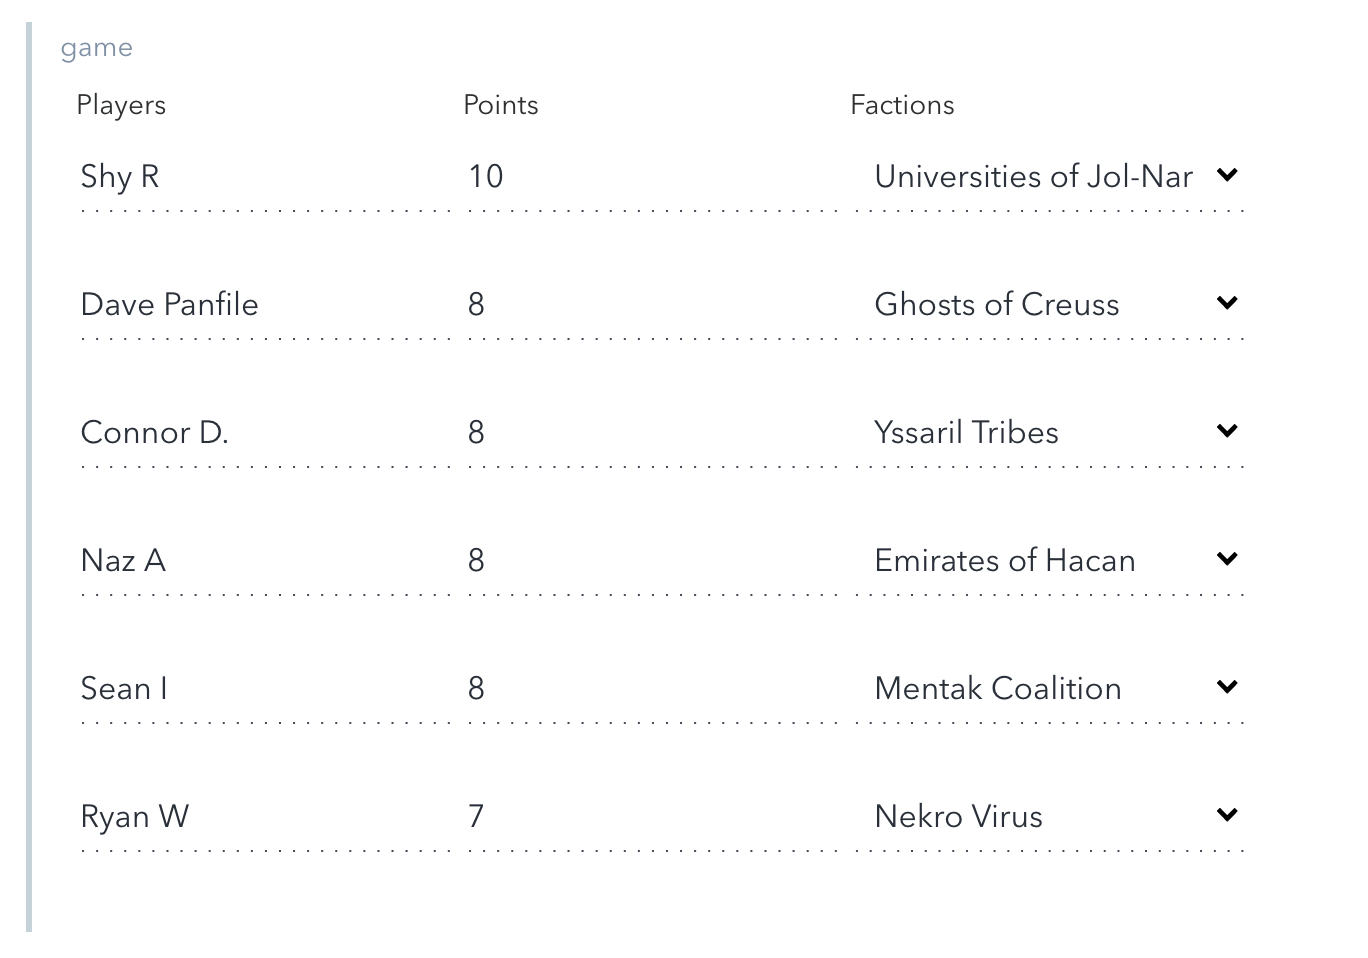 game
Players Points Factions
Shy R 10 Universities of Jol-Nar
Dave Panfile 8 Ghosts of Creuss
Connor D. 8 Yssaril Tribes
Naz A 8 Emirates of Hacan
Sean I 8 Mentak Coalition
Ryan W 7 Nekro Virus